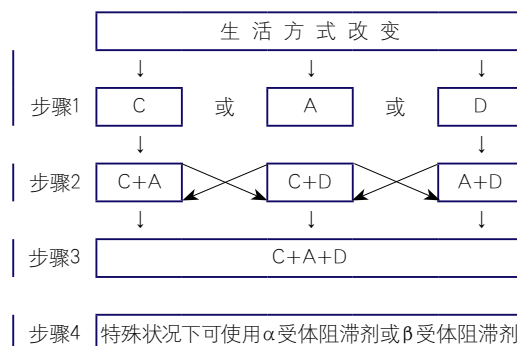 生活方式改变
↓ ↓ ↓
步骤1 C 或 A 或 D
↓ ↓
步骤2 C+A C+D A+D
↓ ↓ ↓
步骤3 C+A+D
步骤4 特殊状况下可使用α受体阻滞剂或β受体阻滞剂